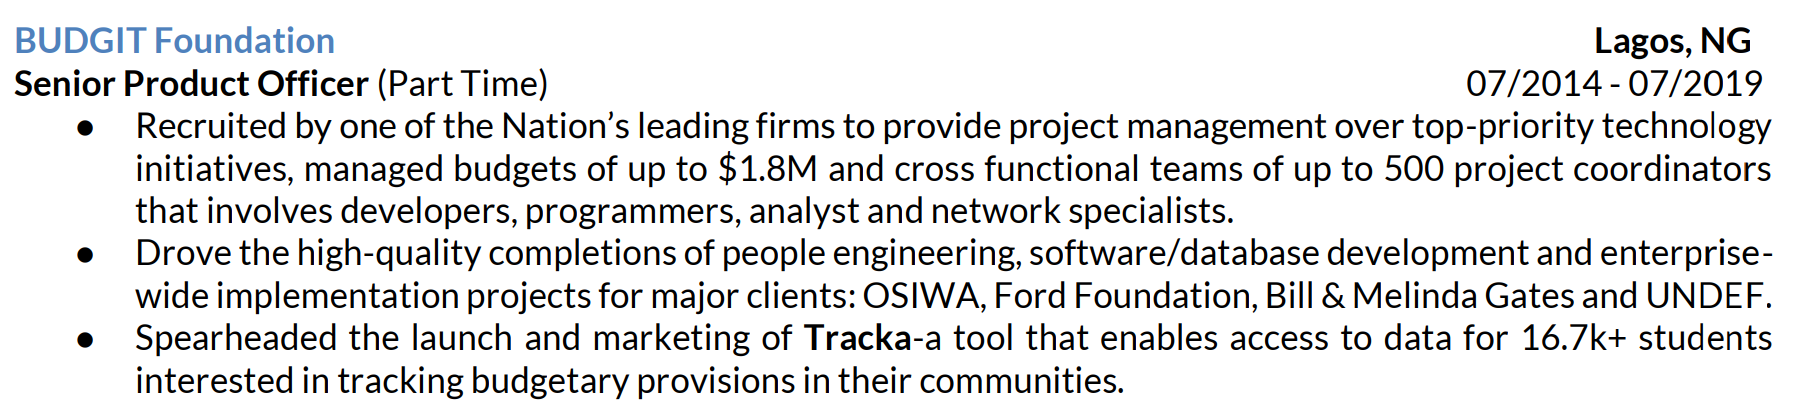 BUDGIT Foundation Lagos, NG
Senior Product Officer (Part Time) 07/2014 - 07/2019
● Recruited by one of the Nation’s leading firms to provide project management over top-priority technology
initiatives, managed budgets of up to $1.8M and cross functional teams of up to 500 project coordinators
that involves developers, programmers, analyst and network specialists.
● Drove the high-quality completions of people engineering, software/database development and enterprise-
wide implementation projects for major clients: OSIWA, Ford Foundation, Bill & Melinda Gates and UNDEF.
● Spearheaded the launch and marketing of Tracka-a tool that enables access to data for 16.7k+ students
interested in tracking budgetary provisions in their communities.